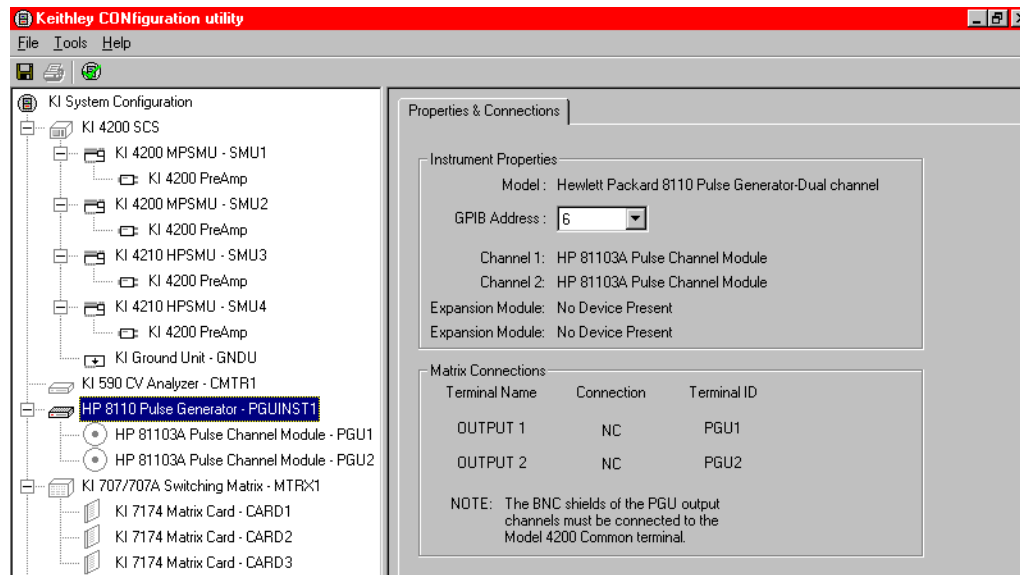 Keithley CONfiguration utility
File Tools Help
KI System Configuration
KI 4200 SCS
KI 4200 MPSMU - SMU1
KI 4200 PreAmp
KI 4200 MPSMU - SMU2
KI 4200 PreAmp
KI 4210 HPSMU - SMU3
KI 4200 PreAmp
KI 4210 HPSMU - SMU4
KI 4200 PreAmp
KI Ground Unit - GNDU
KI 590 CV Analyzer - CMTR1
HP 8110 Pulse Generator - PGUINST1
HP 81103A Pulse Channel Module - PGU1
HP 81103A Pulse Channel Module - PGU2
KI 707/707A Switching Matrix - MTRX1
KI 7174 Matrix Card - CARD1
KI 7174 Matrix Card - CARD2
KI 7174 Matrix Card - CARD3
Properties & Connections
Instrument Properties
Model : Hewlett Packard 8110 Pulse Generator-Dual channel
GPIB Address : 6
Channel 1: HP 81103A Pulse Channel Module
Channel 2: HP 81103A Pulse Channel Module
Expansion Module: No Device Present
Expansion Module: No Device Present
Matrix Connections
Terminal Name Connection Terminal ID
OUTPUT 1 NC PGU1
OUTPUT 2 NC PGU2
NOTE: The BNC shields of the PGU output
channels must be connected to the
Model 4200 Common terminal.